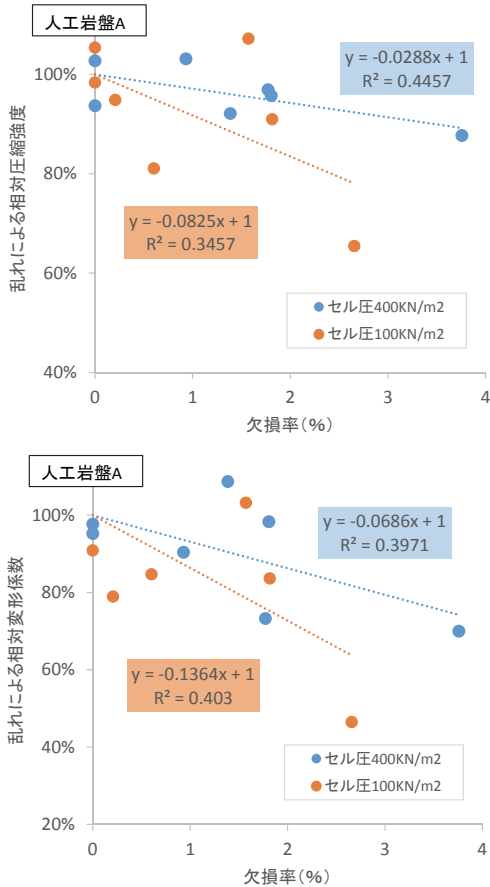 人工岩盤A
乱れによる相対圧縮強度
100%
80%
60%
40%
y = -0.0288x + 1
R² = 0.4457
y = -0.0825x + 1
R² = 0.3457
セル圧400KN/m2
セル圧100KN/m2
0 1 2 3 4
欠損率(%)
人工岩盤A
乱れによる相対変形係数
100%
80%
60%
40%
20%
y = -0.0686x + 1
R² = 0.3971
y = -0.1364x + 1
R² = 0.403
セル圧400KN/m2
セル圧100KN/m2
0 1 2 3 4
欠損率(%)